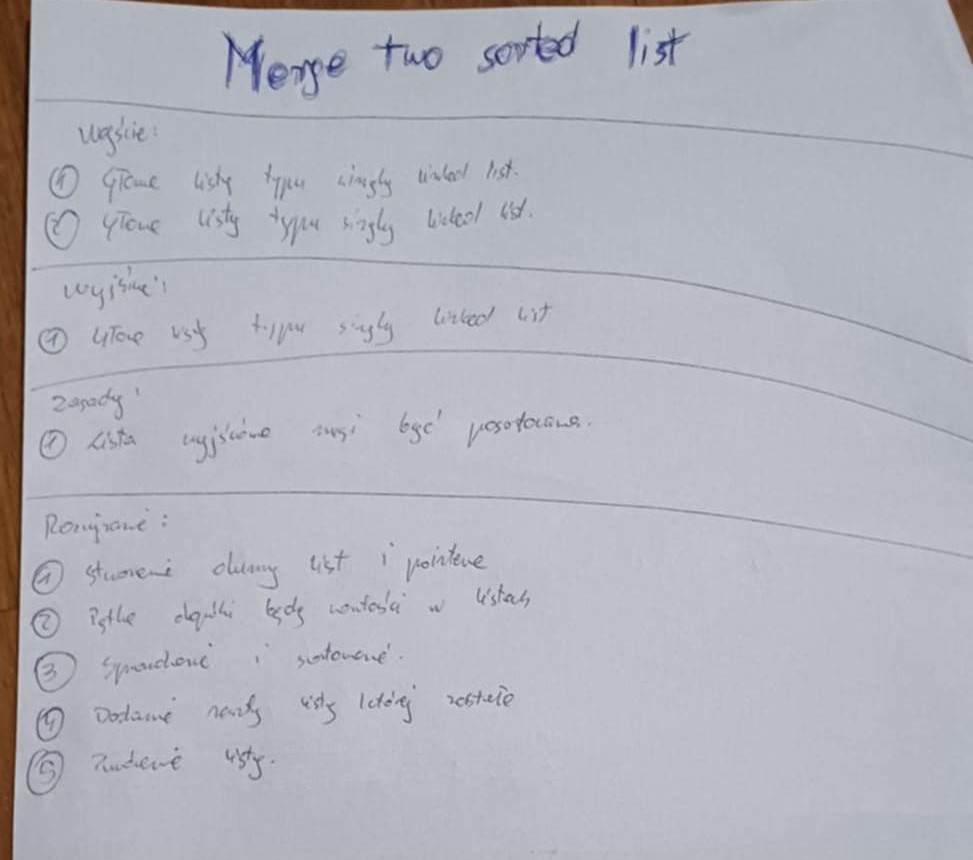 Merge two sorted list
Wejście:
① Głowa listy typu singly linked list.
② Głowa listy typu singly linked list.
Wyjście:
① Głowa listy typu singly linked list
Zasady:
① Lista wyjściowa musi być posortowana.
Rozwiązanie:
① Stworzenie dummy list i pointera
② Pętla dopóki będą wartości w listach
③ Sprawdzenie i sortowanie.
④ Dodanie reszty listy której zostało
⑤ Zwrócenie listy.